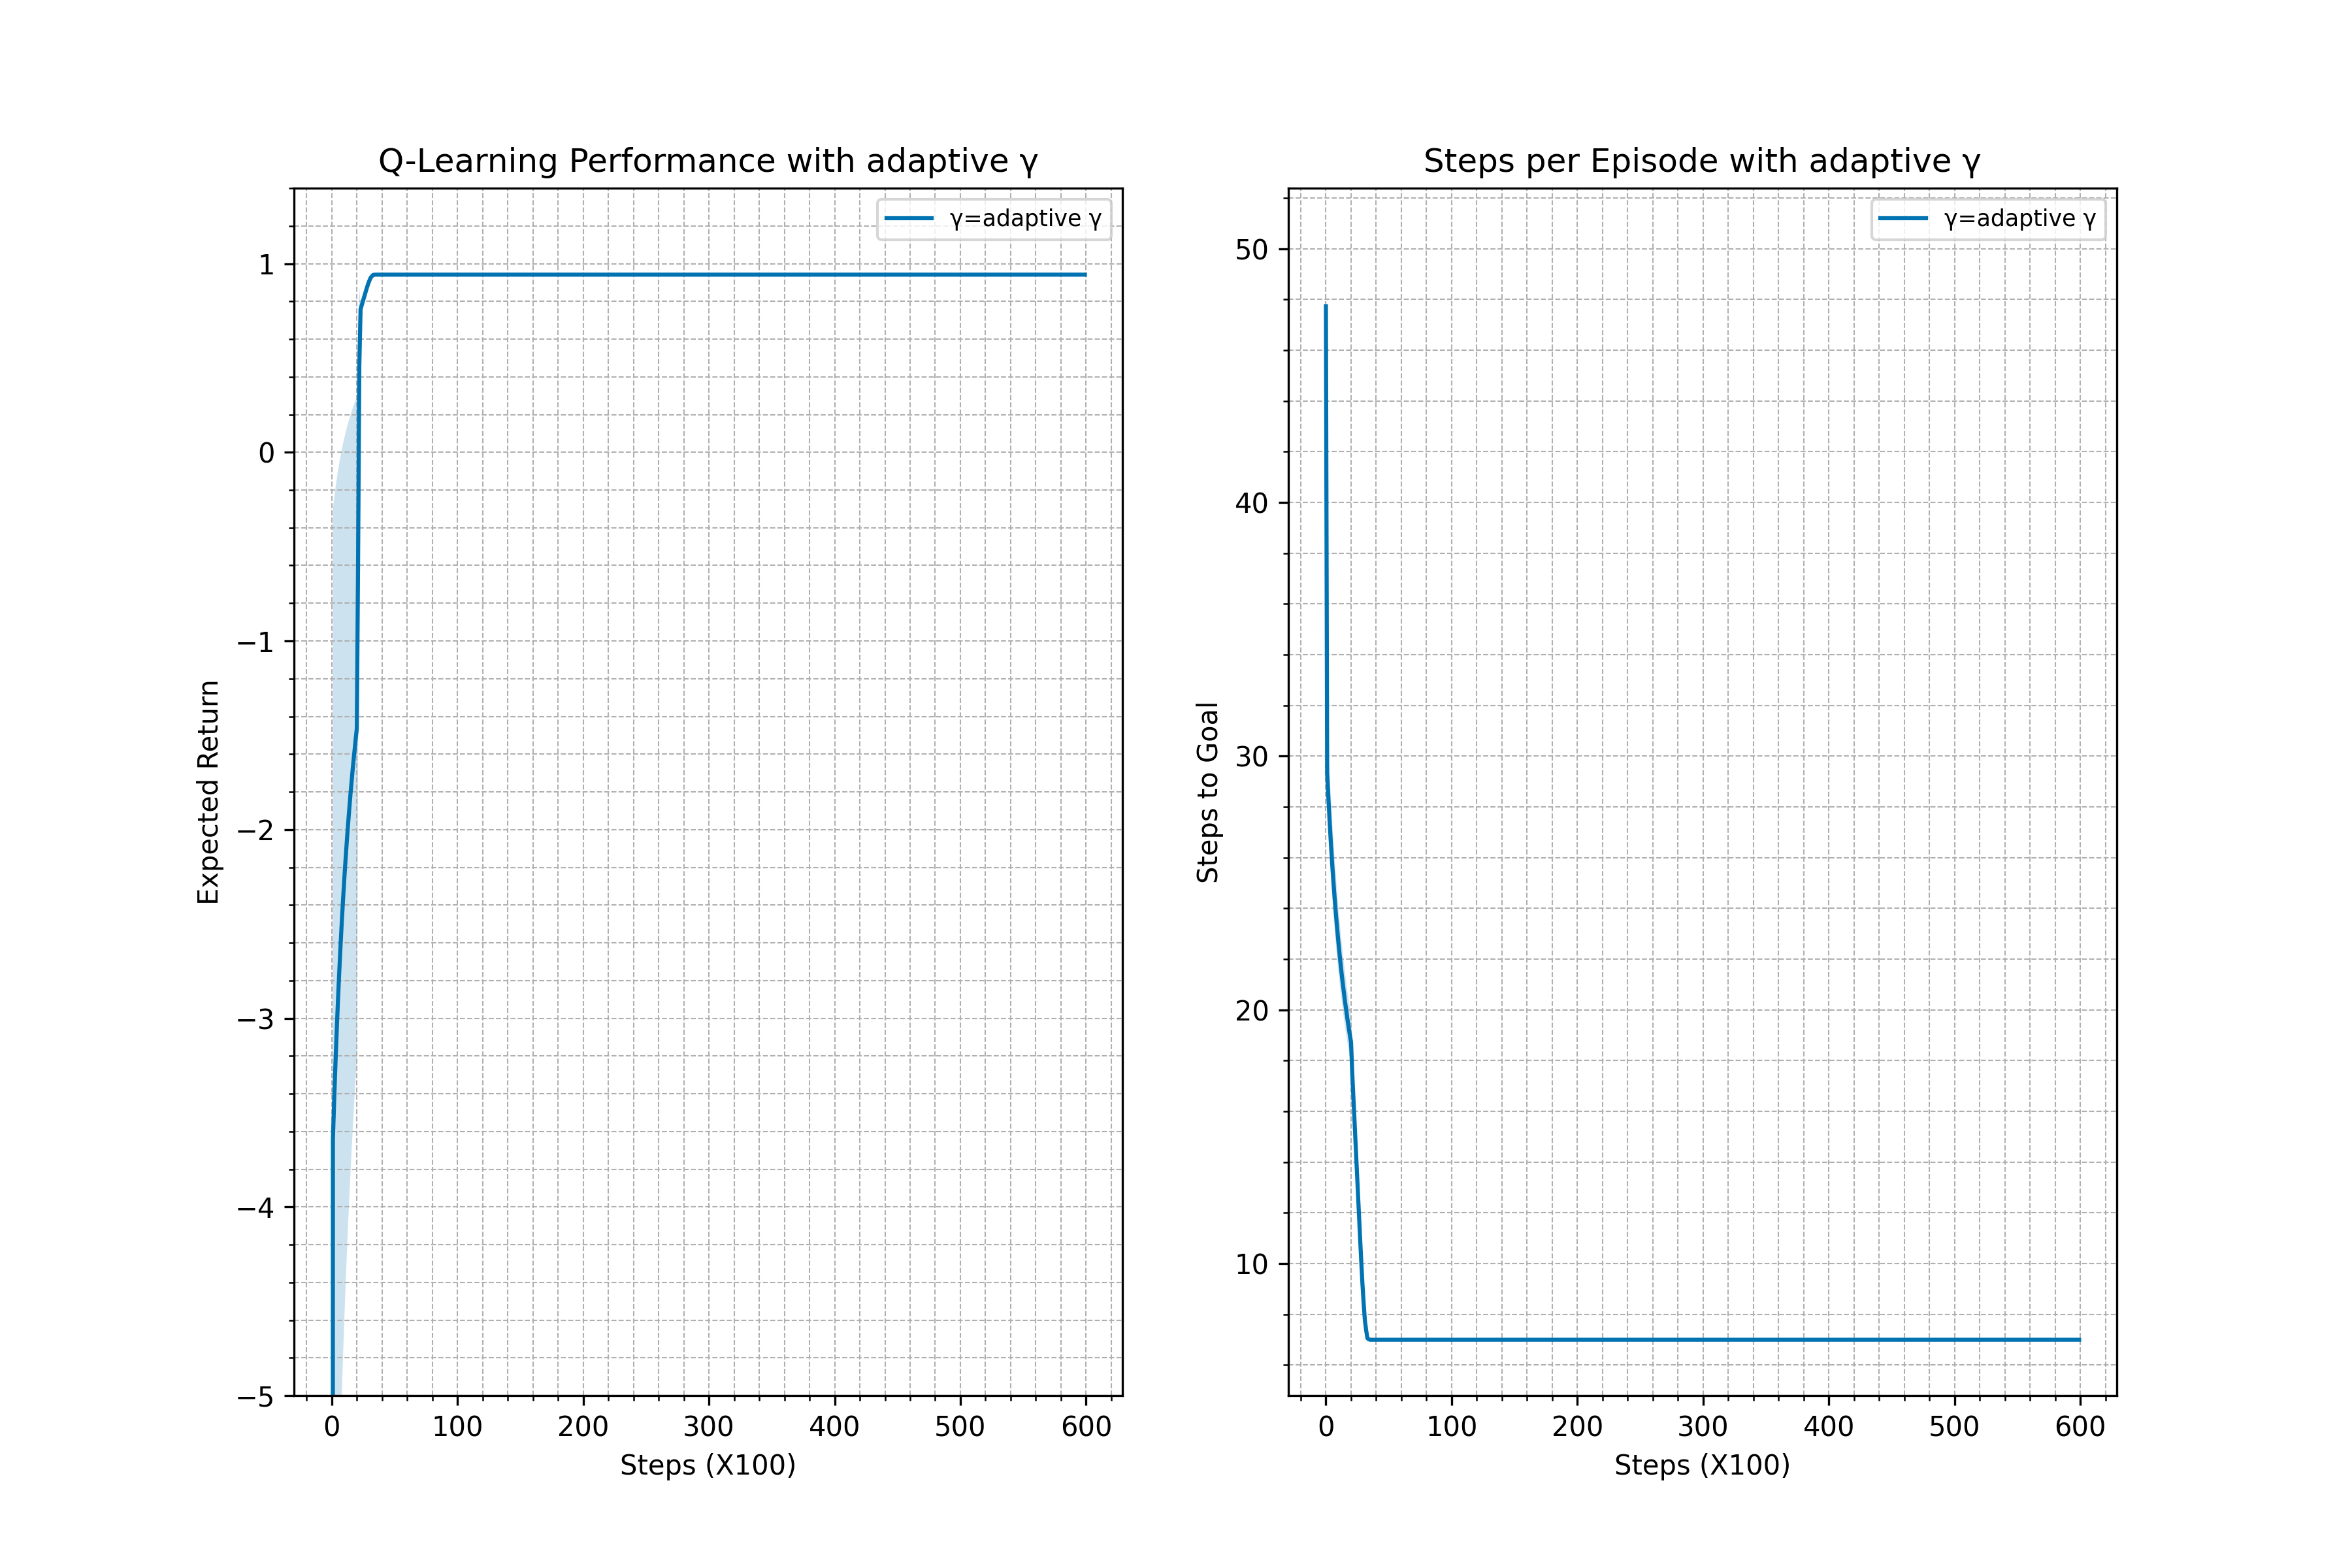 Q-Learning Performance with adaptive γ
γ=adaptive γ
1
0
−1
−2
−3
−4
−5
Expected Return
0 100 200 300 400 500 600
Steps (X100)
Steps per Episode with adaptive γ
γ=adaptive γ
50
40
30
20
10
Steps to Goal
0 100 200 300 400 500 600
Steps (X100)